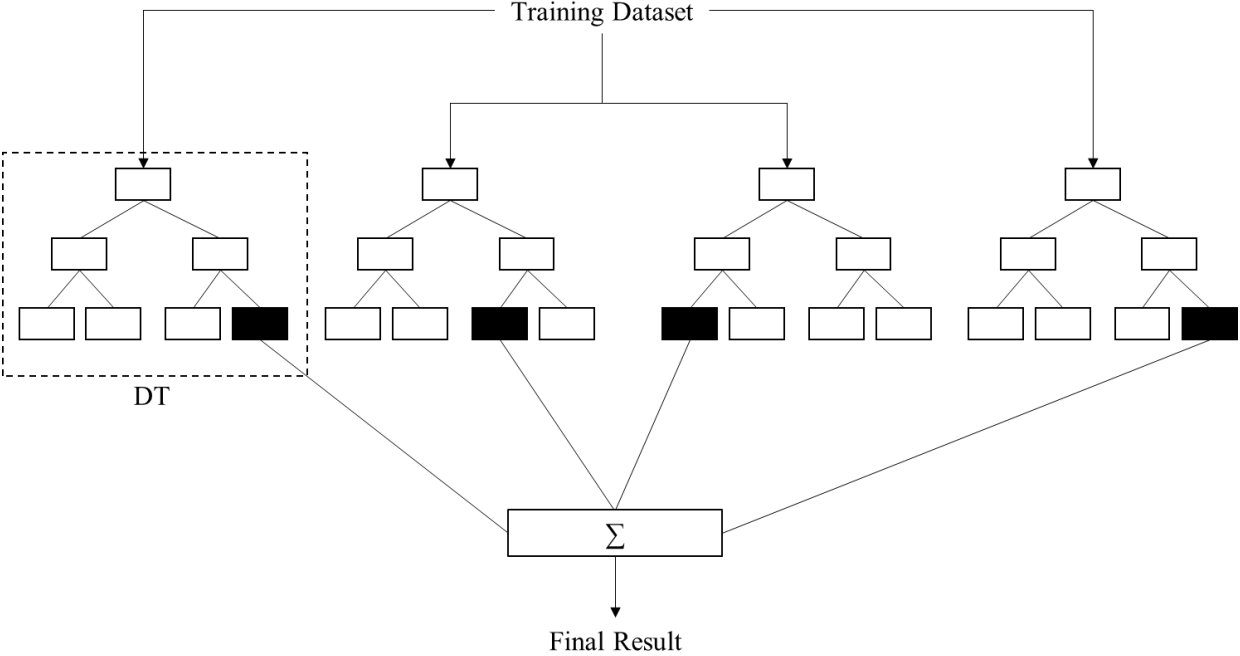 Training Dataset
DT
∑
Final Result